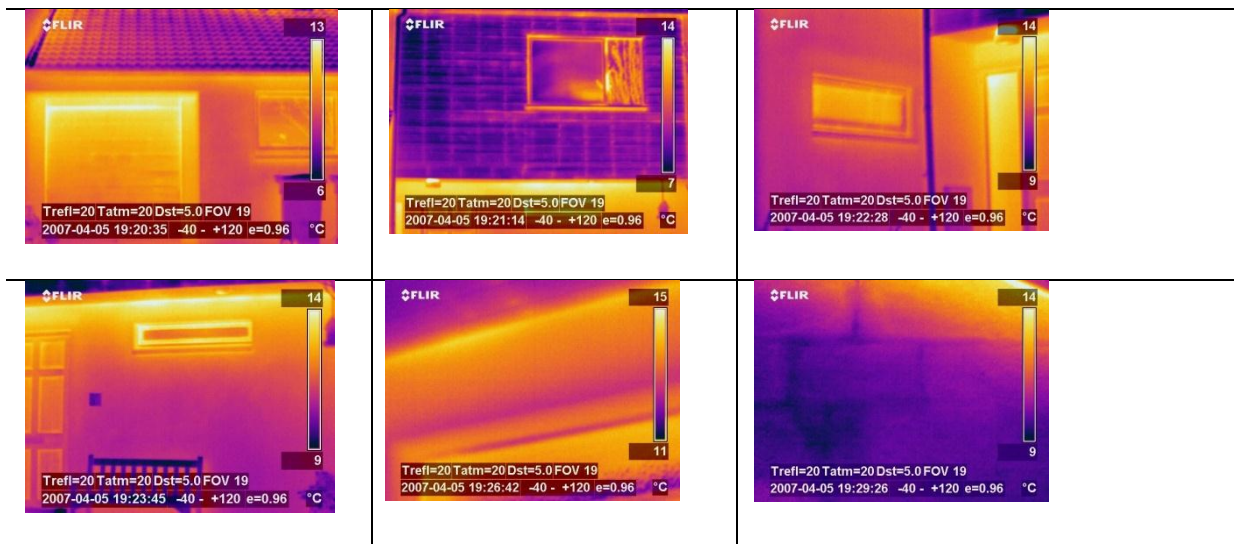 FLIR
13
6
Trefl=20 Tatm=20 Dst=5.0 FOV 19
2007-04-05 19:20:35 -40 - +120 e=0.96 °C
FLIR
14
7
Trefl=20 Tatm=20 Dst=5.0 FOV 19
2007-04-05 19:21:14 -40 - +120 e=0.96 °C
FLIR
14
9
Trefl=20 Tatm=20 Dst=5.0 FOV 19
2007-04-05 19:22:28 -40 - +120 e=0.96 °C
FLIR
14
9
Trefl=20 Tatm=20 Dst=5.0 FOV 19
2007-04-05 19:23:45 -40 - +120 e=0.96 °C
FLIR
15
11
Trefl=20 Tatm=20 Dst=5.0 FOV 19
2007-04-05 19:26:42 -40 - +120 e=0.96 °C
FLIR
14
9
Trefl=20 Tatm=20 Dst=5.0 FOV 19
2007-04-05 19:29:26 -40 - +120 e=0.96 °C